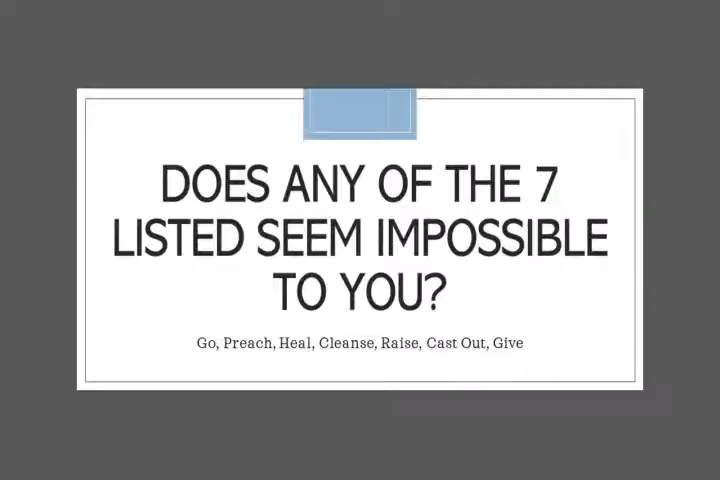 DOES ANY OF THE 7
LISTED SEEM IMPOSSIBLE
TO YOU?
Go, Preach, Heal, Cleanse, Raise, Cast Out, Give